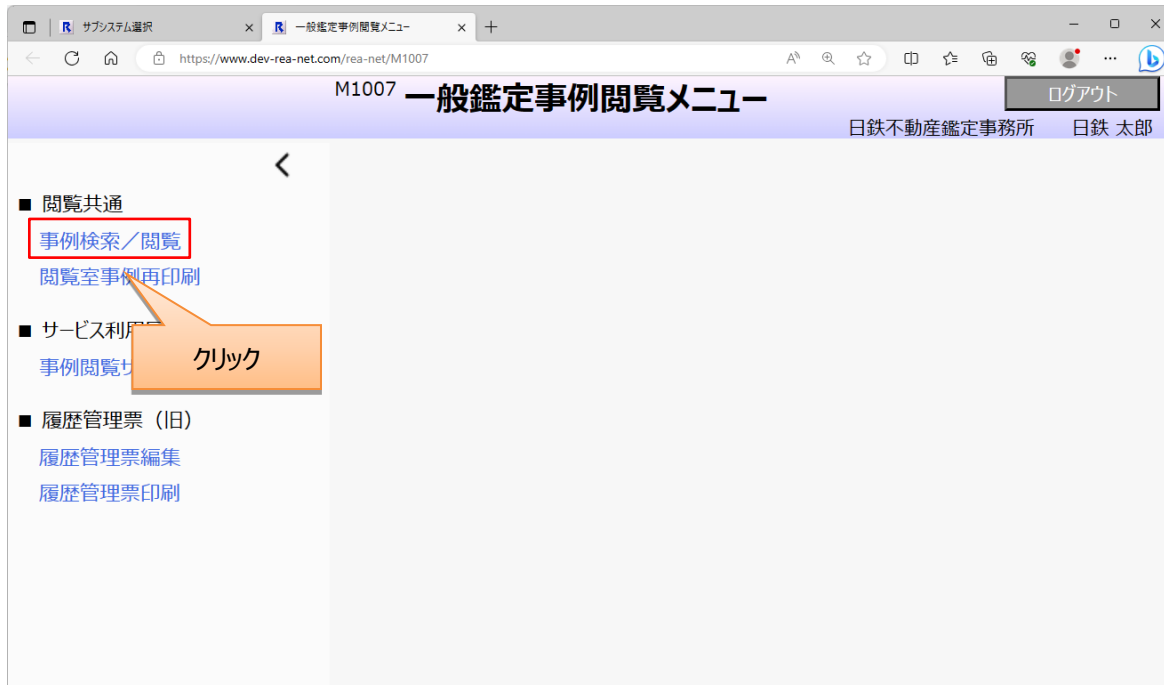 サブシステム選択
一般鑑定事例閲覧メニュー
https://www.dev-rea-net.com/rea-net/M1007
M1007 一般鑑定事例閲覧メニュー
ログアウト
日鉄不動産鑑定事務所 日鉄 太郎
■ 閲覧共通
事例検索／閲覧
閲覧室事例再印刷
■ サービス利用
事例閲覧サ
クリック
■ 履歴管理票（旧）
履歴管理票編集
履歴管理票印刷